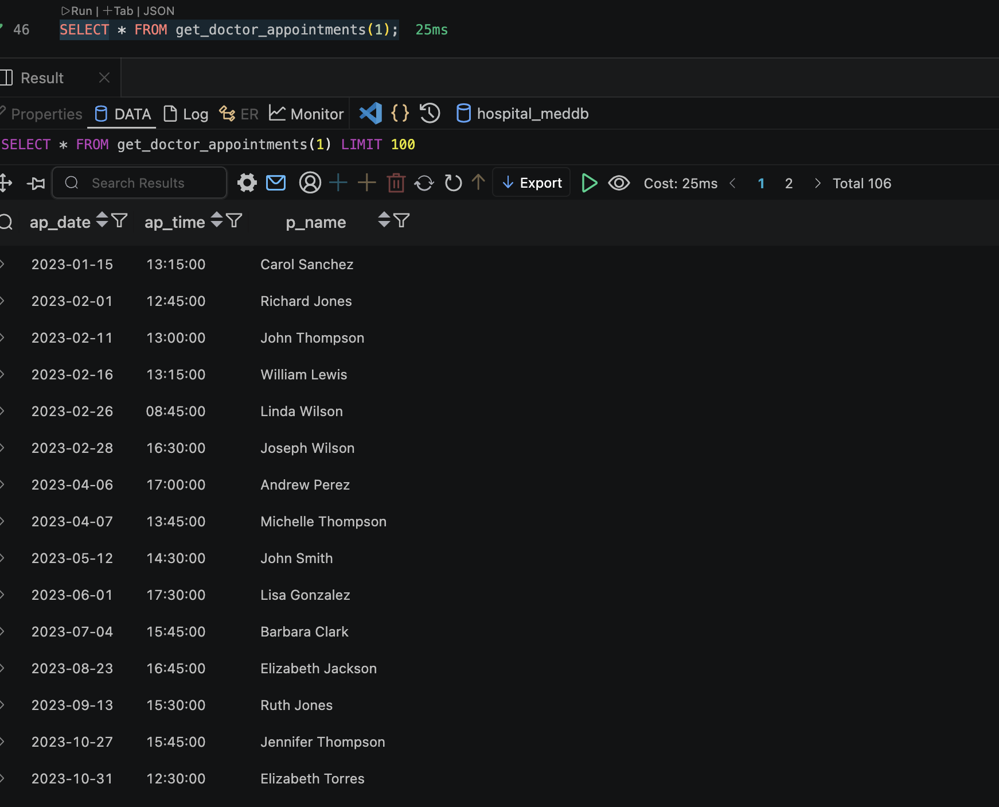 Run | Tab | JSON
46 SELECT * FROM get_doctor_appointments(1); 25ms
Result
Properties DATA Log ER Monitor {} hospital_meddb
SELECT * FROM get_doctor_appointments(1) LIMIT 100
Search Results Export Cost: 25ms < 1 2 > Total 106
ap_date ap_time p_name
2023-01-15 13:15:00 Carol Sanchez
2023-02-01 12:45:00 Richard Jones
2023-02-11 13:00:00 John Thompson
2023-02-16 13:15:00 William Lewis
2023-02-26 08:45:00 Linda Wilson
2023-02-28 16:30:00 Joseph Wilson
2023-04-06 17:00:00 Andrew Perez
2023-04-07 13:45:00 Michelle Thompson
2023-05-12 14:30:00 John Smith
2023-06-01 17:30:00 Lisa Gonzalez
2023-07-04 15:45:00 Barbara Clark
2023-08-23 16:45:00 Elizabeth Jackson
2023-09-13 15:30:00 Ruth Jones
2023-10-27 15:45:00 Jennifer Thompson
2023-10-31 12:30:00 Elizabeth Torres